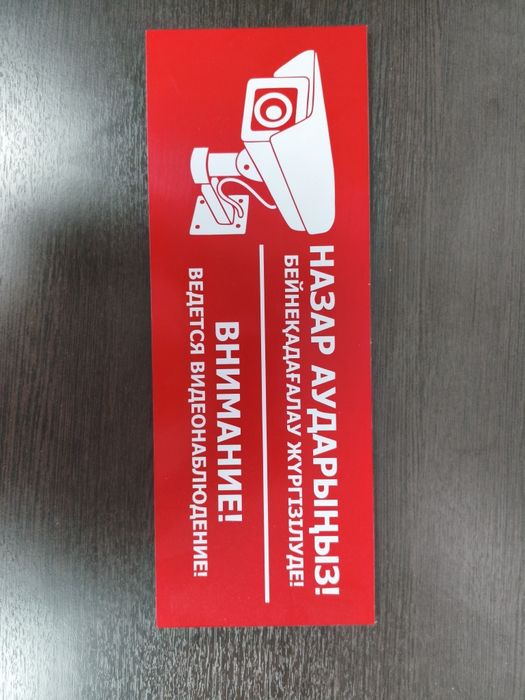 НАЗАР АУДАРЫҢЫЗ!
БЕЙНЕҚАДАҒАЛАУ ЖҮРГІЗІЛУДЕ!
ВНИМАНИЕ!
ВЕДЕТСЯ ВИДЕОНАБЛЮДЕНИЕ!